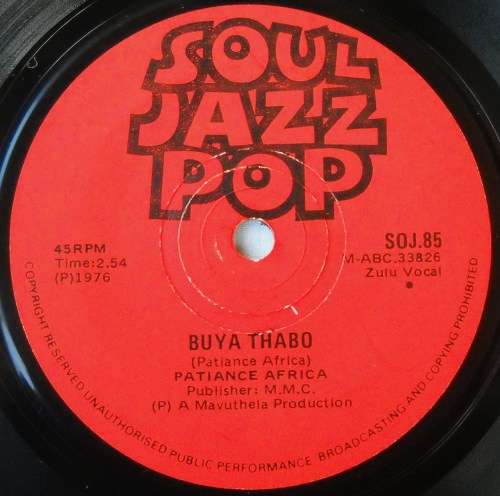 SOUL
JAZZ
POP
45RPM
Time:2.54
(P)1976
SOJ.85
M-ABC.33826
Zulu Vocal
BUYA THABO
(Patiance Africa)
PATIANCE AFRICA
Publisher: M.M.C.
(P) A Mavuthela Production
COPYRIGHT RESERVED UNAUTHORISED PUBLIC PERFORMANCE BROADCASTING AND COPYING PROHIBITED